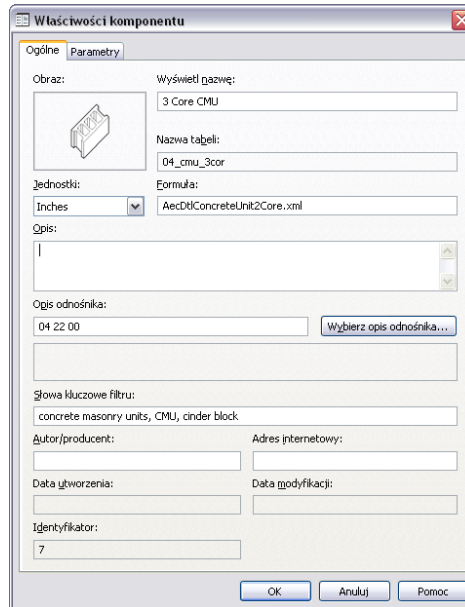 Właściwości komponentu
Ogólne Parametry
Obraz: Wyświetl nazwę:
3 Core CMU
Nazwa tabeli:
04_cmu_3cor
Jednostki: Formuła:
Inches AecDtlConcreteUnit2Core.xml
Opis:
Opis odnośnika:
04 22 00 Wybierz opis odnośnika...
Słowa kluczowe filtru:
concrete masonry units, CMU, cinder block
Autor/producent: Adres internetowy:
Data utworzenia: Data modyfikacji:
Identyfikator:
7
OK Anuluj Pomoc